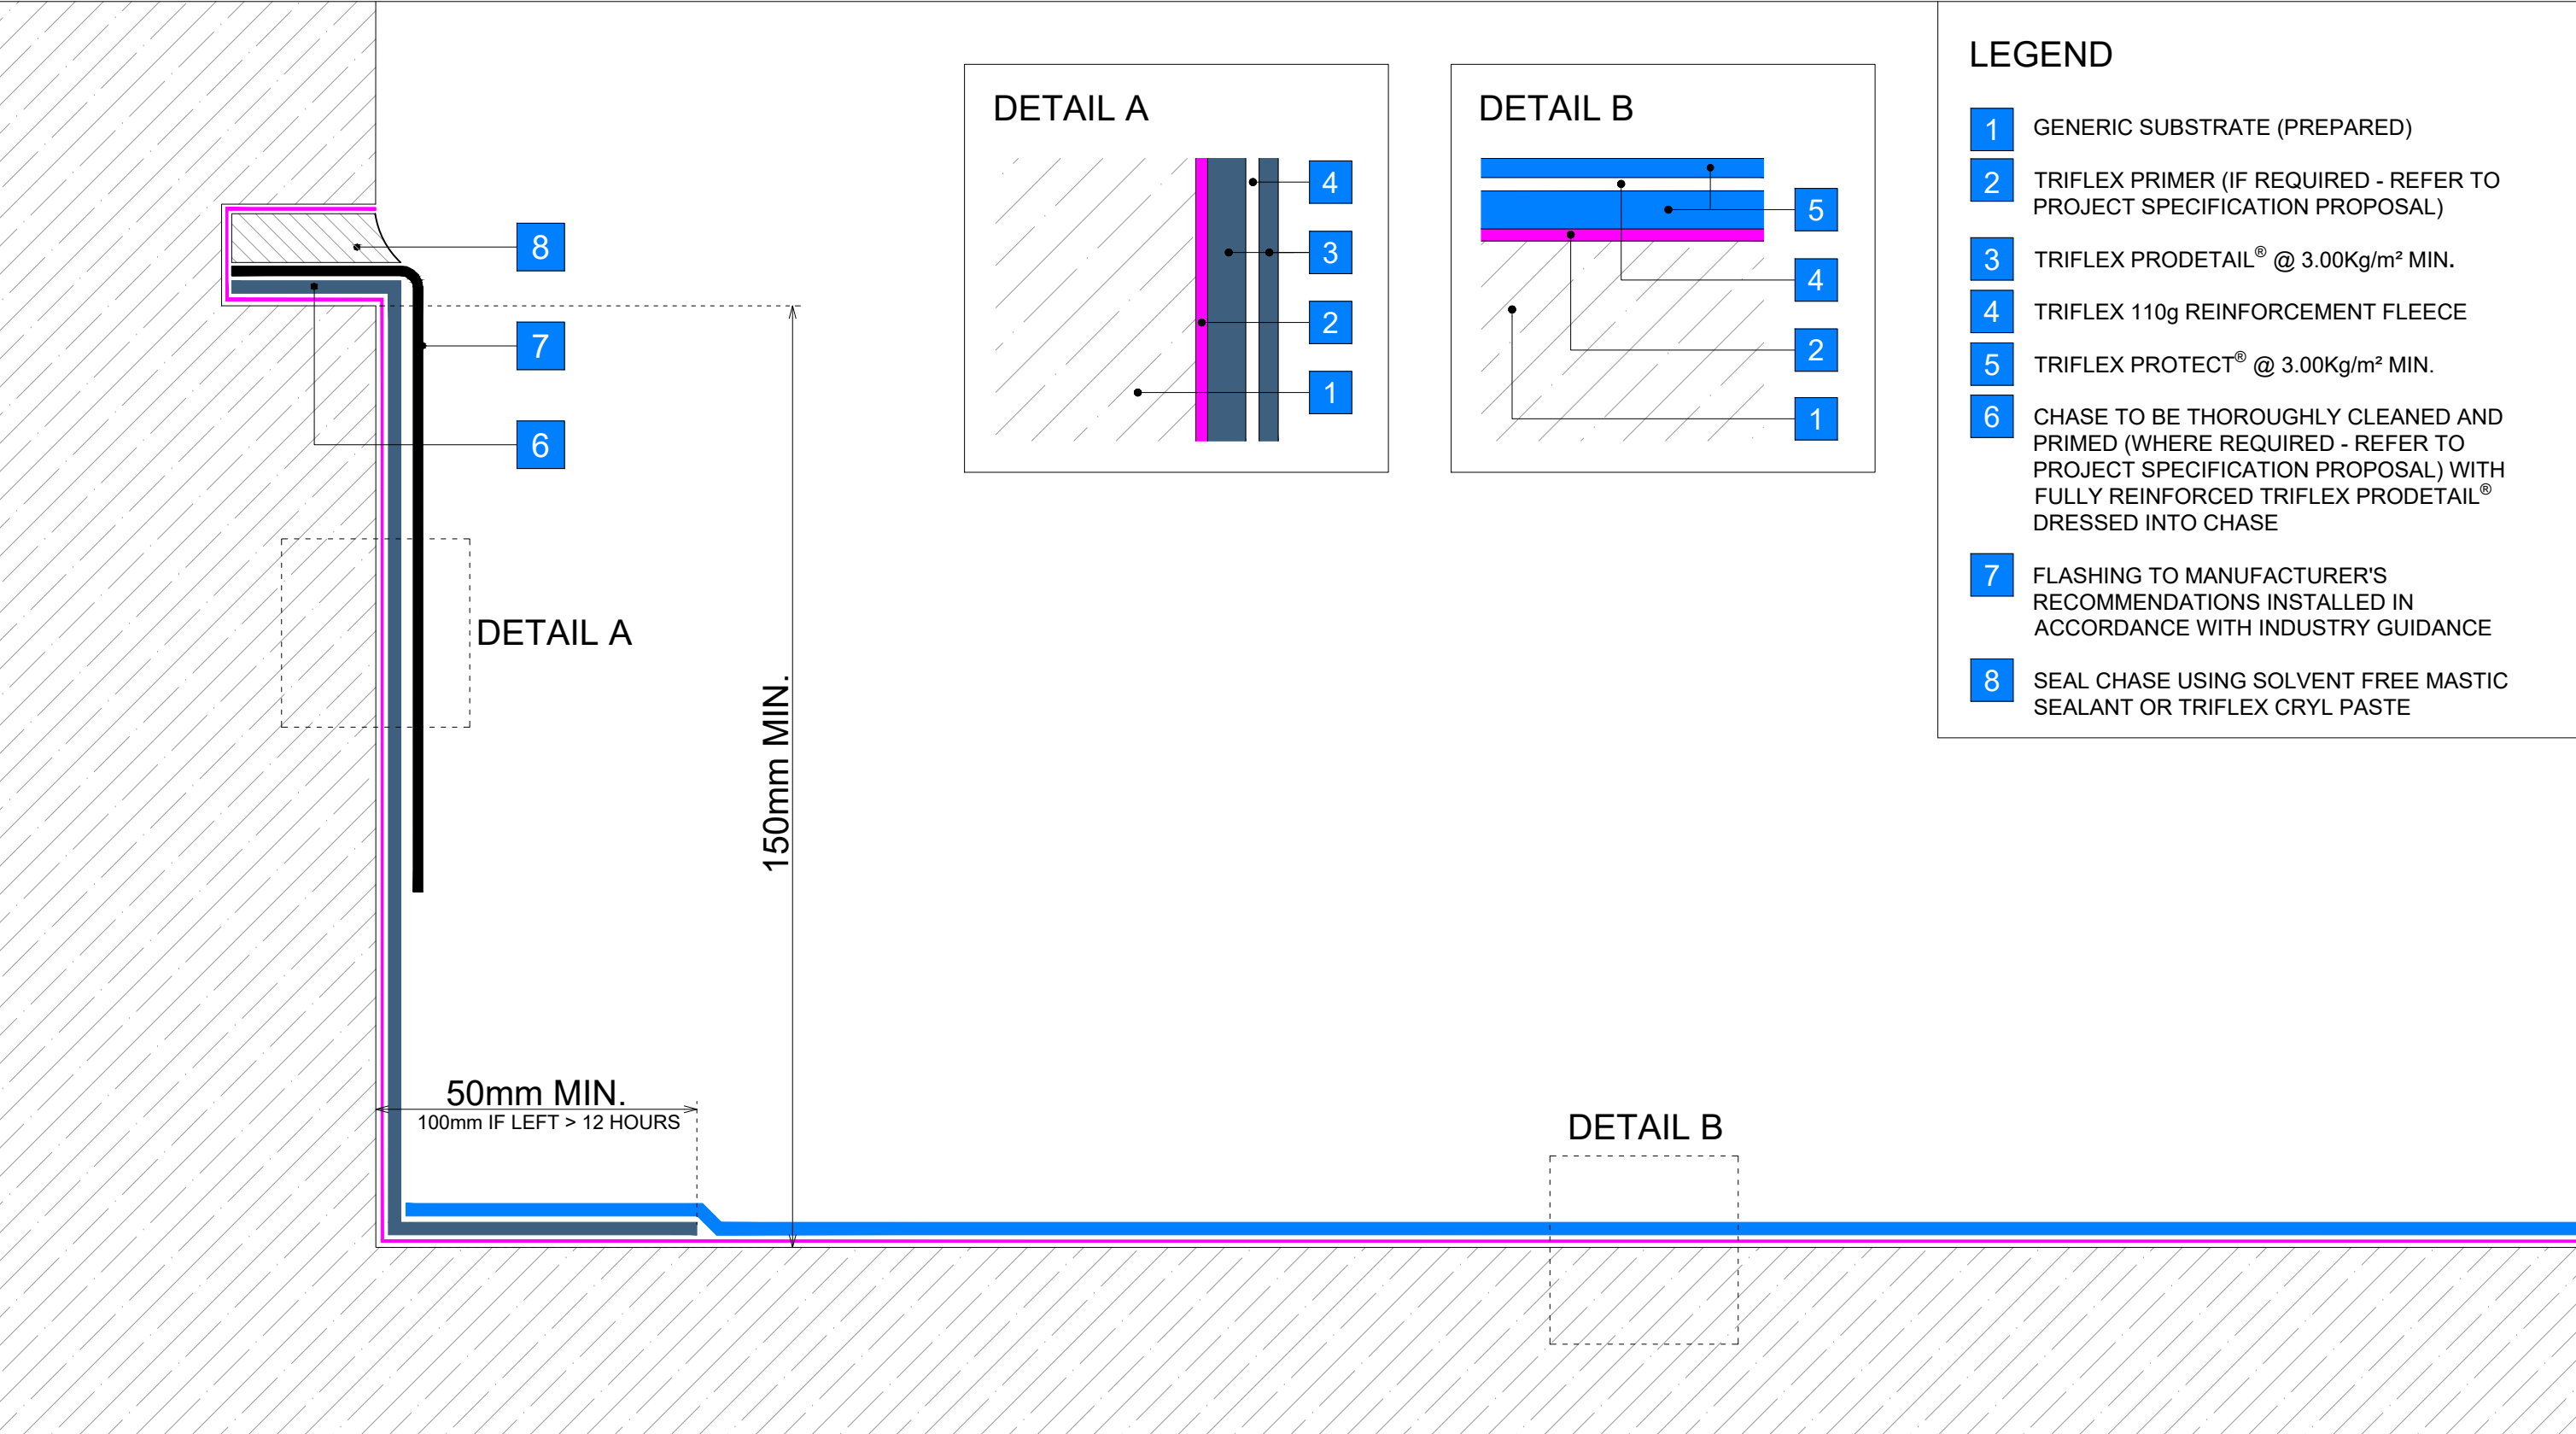 DETAIL A
4
3
2
1
DETAIL B
5
4
2
1
LEGEND
1 GENERIC SUBSTRATE (PREPARED)
2 TRIFLEX PRIMER (IF REQUIRED - REFER TO
PROJECT SPECIFICATION PROPOSAL)
3 TRIFLEX PRODETAIL® @ 3.00Kg/m² MIN.
4 TRIFLEX 110g REINFORCEMENT FLEECE
5 TRIFLEX PROTECT® @ 3.00Kg/m² MIN.
6 CHASE TO BE THOROUGHLY CLEANED AND
PRIMED (WHERE REQUIRED - REFER TO
PROJECT SPECIFICATION PROPOSAL) WITH
FULLY REINFORCED TRIFLEX PRODETAIL®
DRESSED INTO CHASE
7 FLASHING TO MANUFACTURER'S
RECOMMENDATIONS INSTALLED IN
ACCORDANCE WITH INDUSTRY GUIDANCE
8 SEAL CHASE USING SOLVENT FREE MASTIC
SEALANT OR TRIFLEX CRYL PASTE
8
7
6
DETAIL A
150mm MIN.
50mm MIN.
100mm IF LEFT > 12 HOURS
DETAIL B